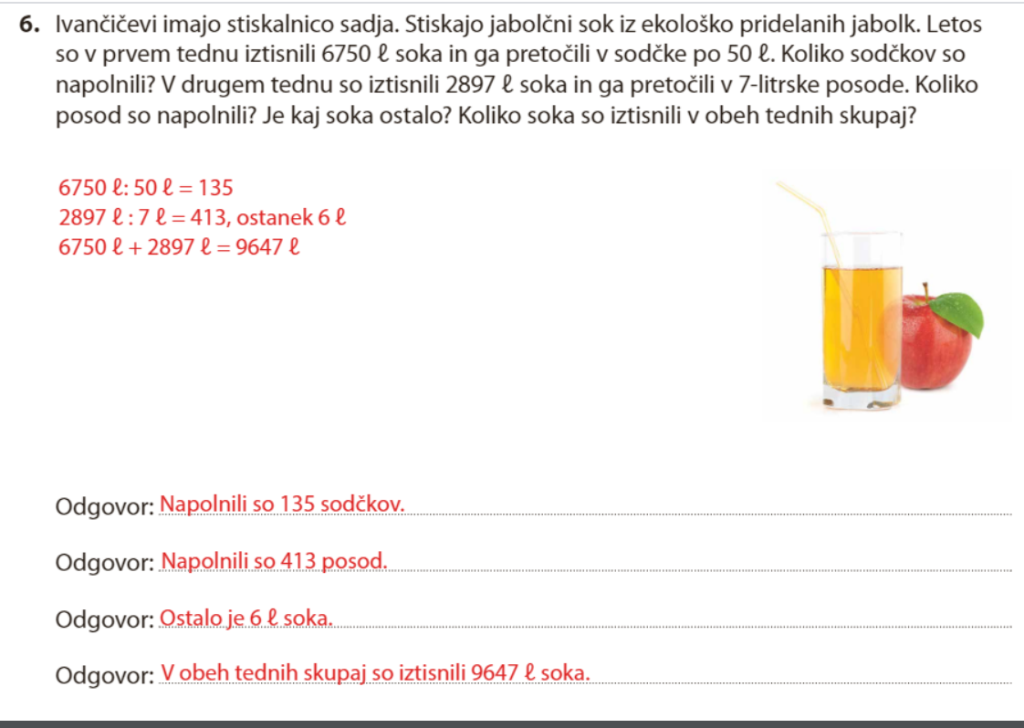 6. Ivančičevi imajo stiskalnico sadja. Stiskajo jabolčni sok iz ekološko pridelanih jabolk. Letos
so v prvem tednu iztisnili 6750 ℓ soka in ga pretočili v sodčke po 50 ℓ. Koliko sodčkov so
napolnili? V drugem tednu so iztisnili 2897 ℓ soka in ga pretočili v 7-litrske posode. Koliko
posod so napolnili? Je kaj soka ostalo? Koliko soka so iztisnili v obeh tednih skupaj?
6750 ℓ: 50 ℓ = 135
2897 ℓ : 7 ℓ = 413, ostanek 6 ℓ
6750 ℓ + 2897 ℓ = 9647 ℓ
Odgovor: Napolnili so 135 sodčkov.
Odgovor: Napolnili so 413 posod.
Odgovor: Ostalo je 6 ℓ soka.
Odgovor: V obeh tednih skupaj so iztisnili 9647 ℓ soka.